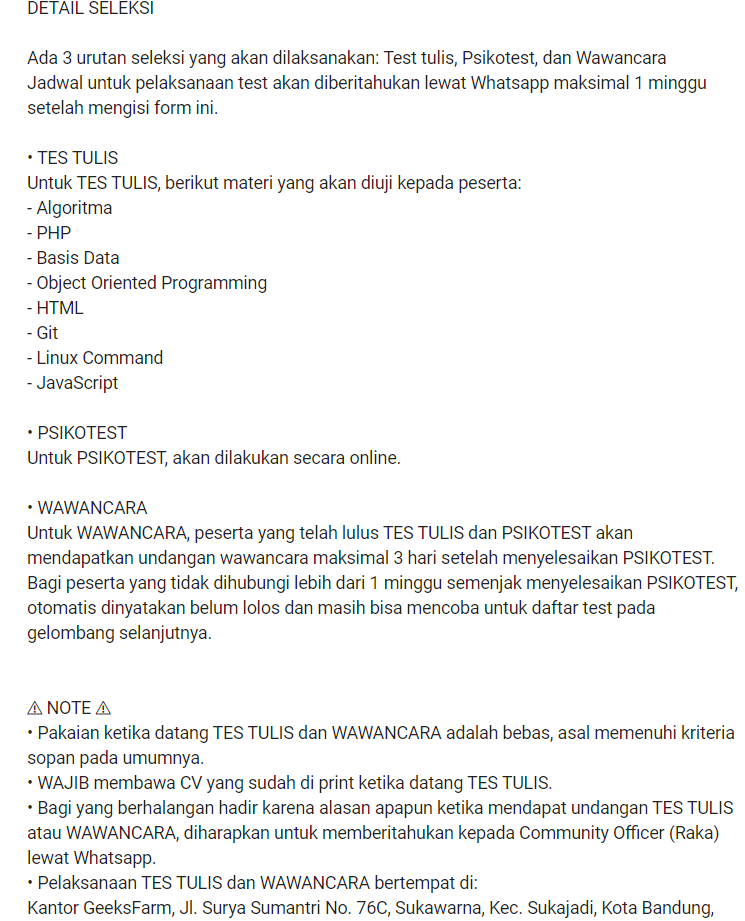 DETAIL SELEKSI
Ada 3 urutan seleksi yang akan dilaksanakan: Test tulis, Psikotest, dan Wawancara
Jadwal untuk pelaksanaan test akan diberitahukan lewat Whatsapp maksimal 1 minggu
setelah mengisi form ini.
• TES TULIS
Untuk TES TULIS, berikut materi yang akan diuji kepada peserta:
- Algoritma
- PHP
- Basis Data
- Object Oriented Programming
- HTML
- Git
- Linux Command
- JavaScript
• PSIKOTEST
Untuk PSIKOTEST, akan dilakukan secara online.
• WAWANCARA
Untuk WAWANCARA, peserta yang telah lulus TES TULIS dan PSIKOTEST akan
mendapatkan undangan wawancara maksimal 3 hari setelah menyelesaikan PSIKOTEST.
Bagi peserta yang tidak dihubungi lebih dari 1 minggu semenjak menyelesaikan PSIKOTEST,
otomatis dinyatakan belum lolos dan masih bisa mencoba untuk daftar test pada
gelombang selanjutnya.
⚠ NOTE ⚠
• Pakaian ketika datang TES TULIS dan WAWANCARA adalah bebas, asal memenuhi kriteria
sopan pada umumnya.
• WAJIB membawa CV yang sudah di print ketika datang TES TULIS.
• Bagi yang berhalangan hadir karena alasan apapun ketika mendapat undangan TES TULIS
atau WAWANCARA, diharapkan untuk memberitahukan kepada Community Officer (Raka)
lewat Whatsapp.
• Pelaksanaan TES TULIS dan WAWANCARA bertempat di:
Kantor GeeksFarm, Jl. Surya Sumantri No. 76C, Sukawarna, Kec. Sukajadi, Kota Bandung,